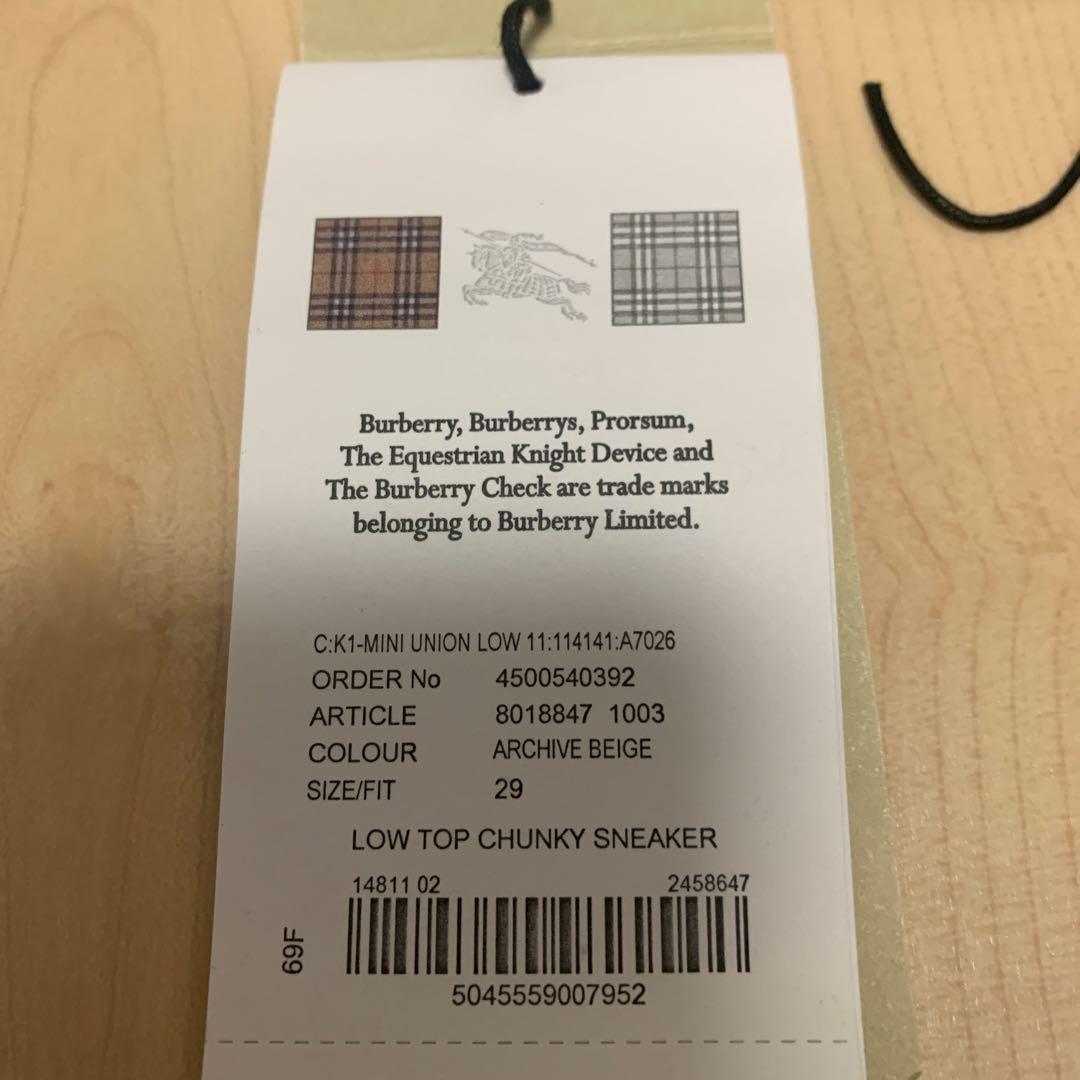 Burberry, Burberrys, Prorsum,
The Equestrian Knight Device and
The Burberry Check are trade marks
belonging to Burberry Limited.
C:K1-MINI UNION LOW 11:114141:A7026
ORDER No 4500540392
ARTICLE 8018847 1003
COLOUR ARCHIVE BEIGE
SIZE/FIT 29
LOW TOP CHUNKY SNEAKER
14811 02 2458647
69F
5045559007952